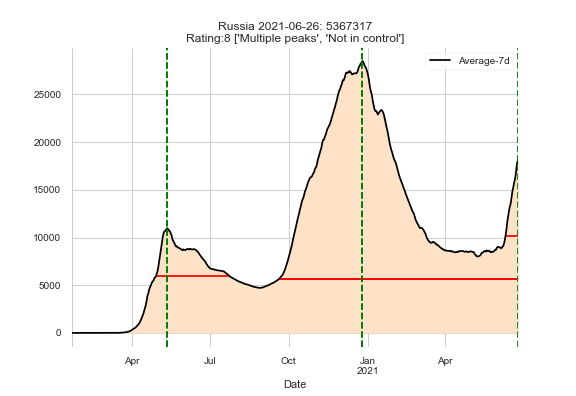 Russia 2021-06-26: 5367317
Rating:8 ['Multiple peaks', 'Not in control']
Average-7d
25000
20000
15000
10000
5000
0
Apr
Jul
Oct
Jan
2021
Apr
Date